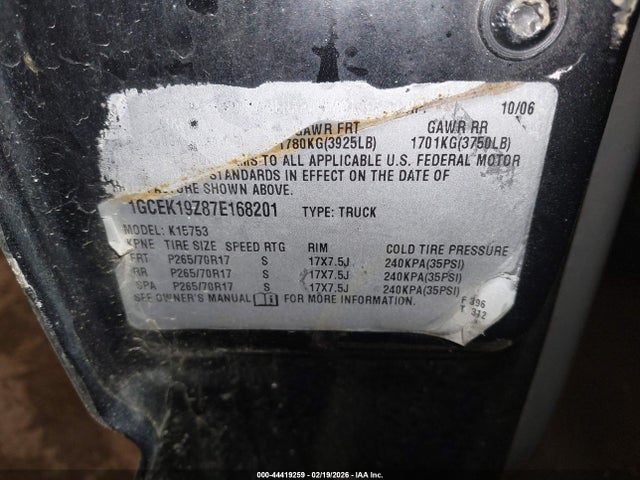 10/06
GAWR FRT GAWR RR
1780KG(3925LB) 1701KG(3750LB)
TO ALL APPLICABLE U.S. FEDERAL MOTOR
STANDARDS IN EFFECT ON THE DATE OF
SHOWN ABOVE.
1GCEK19Z87E168201 TYPE: TRUCK
MODEL: K15753
KPNE TIRE SIZE SPEED RTG RIM COLD TIRE PRESSURE
FRT P265/70R17 S 17X7.5J 240KPA(35PSI)
RR P265/70R17 S 17X7.5J 240KPA(35PSI)
SPA P265/70R17 S 17X7.5J 240KPA(35PSI)
SEE OWNER'S MANUAL FOR MORE INFORMATION.
F 396
T 312
000-44419259 - 02/19/2026 - IAA Inc.